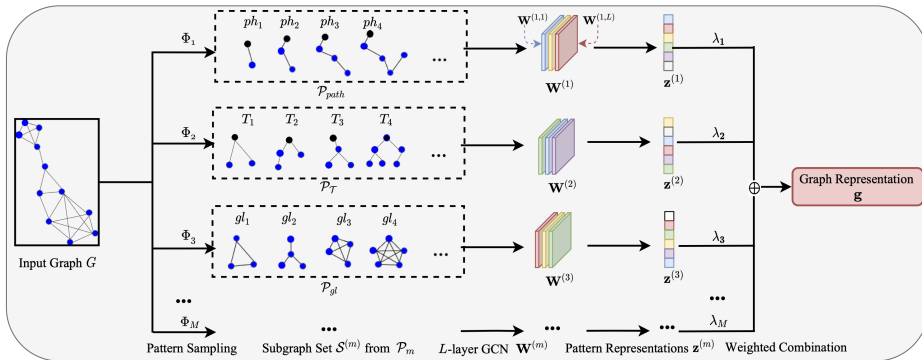 ph₁ ph₂ ph₃ ph₄
W⁽¹,¹⁾ W⁽¹,ᴸ⁾
Φ₁ ... λ₁
𝒫_path W⁽¹⁾ z⁽¹⁾
T₁ T₂ T₃ T₄
Φ₂ ... λ₂
𝒫_𝒯 W⁽²⁾ z⁽²⁾
⊕ Graph Representation
g
gl₁ gl₂ gl₃ gl₄
Φ₃ ... λ₃
Input Graph G
𝒫_gl W⁽³⁾ z⁽³⁾
... ...
Φ_M ... ... ... λ_M
Pattern Sampling Subgraph Set 𝒮⁽ᵐ⁾ from 𝒫ₘ L-layer GCN W⁽ᵐ⁾ Pattern Representations z⁽ᵐ⁾ Weighted Combination